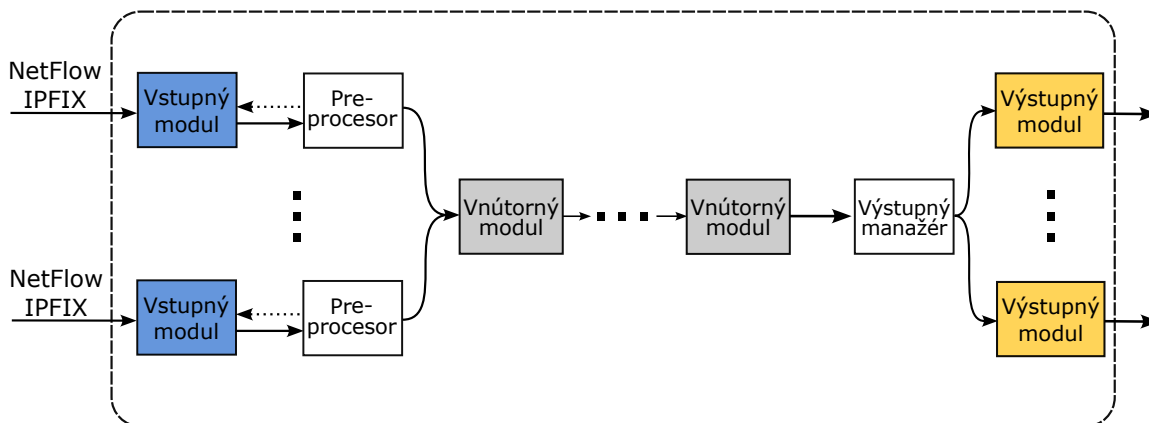 NetFlow
IPFIX
Vstupný
modul
Pre-
procesor
Výstupný
modul
Vnútorný
modul
Vnútorný
modul
Výstupný
manažér
NetFlow
IPFIX
Vstupný
modul
Pre-
procesor
Výstupný
modul